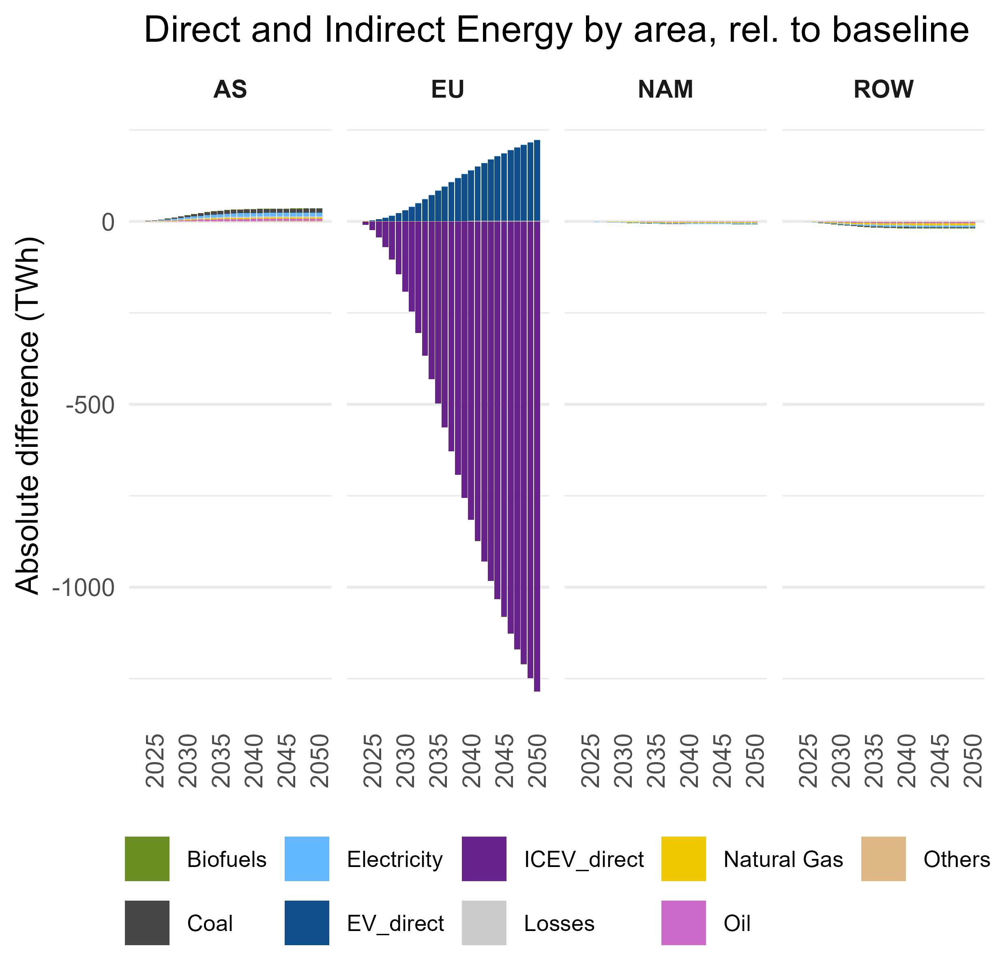 Direct and Indirect Energy by area, rel. to baseline
AS EU NAM ROW
Absolute difference (TWh)
0
-500
-1000
2025 2030 2035 2040 2045 2050 2025 2030 2035 2040 2045 2050 2025 2030 2035 2040 2045 2050 2025 2030 2035 2040 2045 2050
Biofuels Electricity ICEV_direct Natural Gas Others
Coal EV_direct Losses Oil